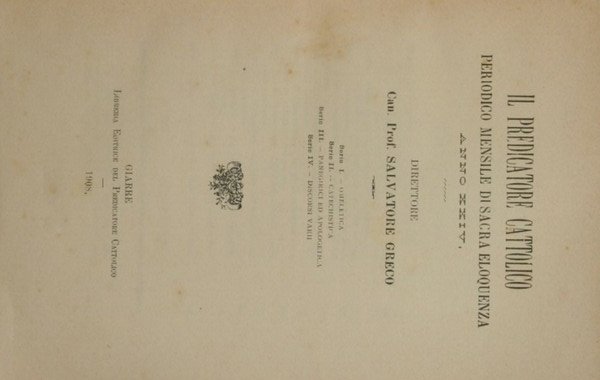 IL PREDICATORE CATTOLICO
PERIODICO MENSILE DI SACRA ELOQUENZA
ANNO XXIV.
DIRETTORE
Can. Prof. SALVATORE GRECO
Serie I. - OMELETICA
Serie II. - CATECHISTICA
Serie III. - PANEGIRICI ED APOLOGETICA
Serie IV. - DISCORSI VARII
GIARRE
LIBRERIA EDITRICE DEL PREDICATORE CATTOLICO
1908.